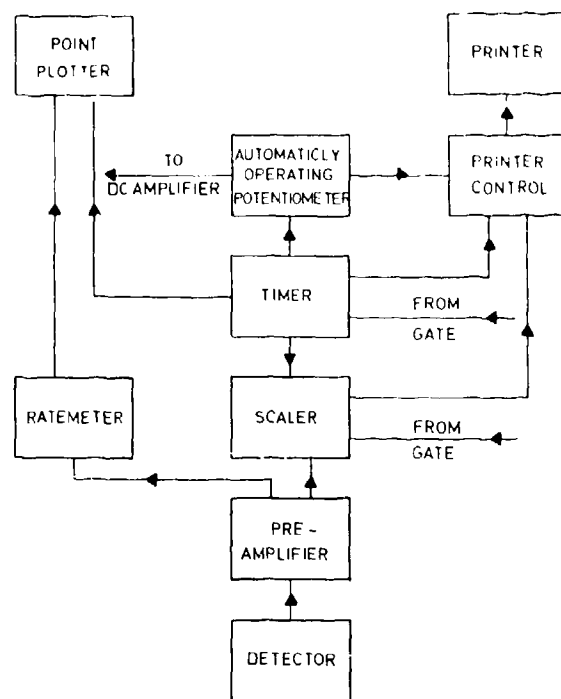 POINT
PLOTTER
PRINTER
TO
DC AMPLIFIER
AUTOMATICLY
OPERATING
POTENTIOMETER
PRINTER
CONTROL
TIMER
FROM
GATE
RATEMETER
SCALER
FROM
GATE
PRE-
AMPLIFIER
DETECTOR